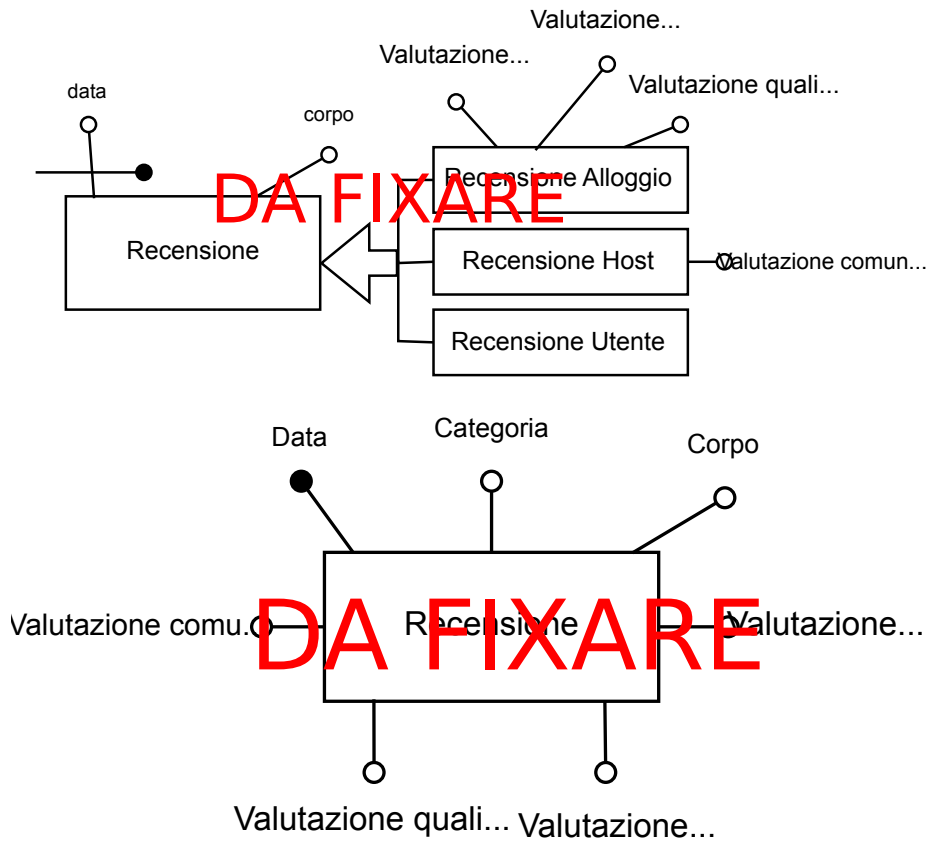 Valutazione...
Valutazione...
Valutazione quali...
data
corpo
Recensione Alloggio
DA FIXARE
Recensione
Recensione Host
Valutazione comun...
Recensione Utente
Data
Categoria
Corpo
Valutazione comu...
Recensione
DA FIXARE
Valutazione...
Valutazione quali...
Valutazione...